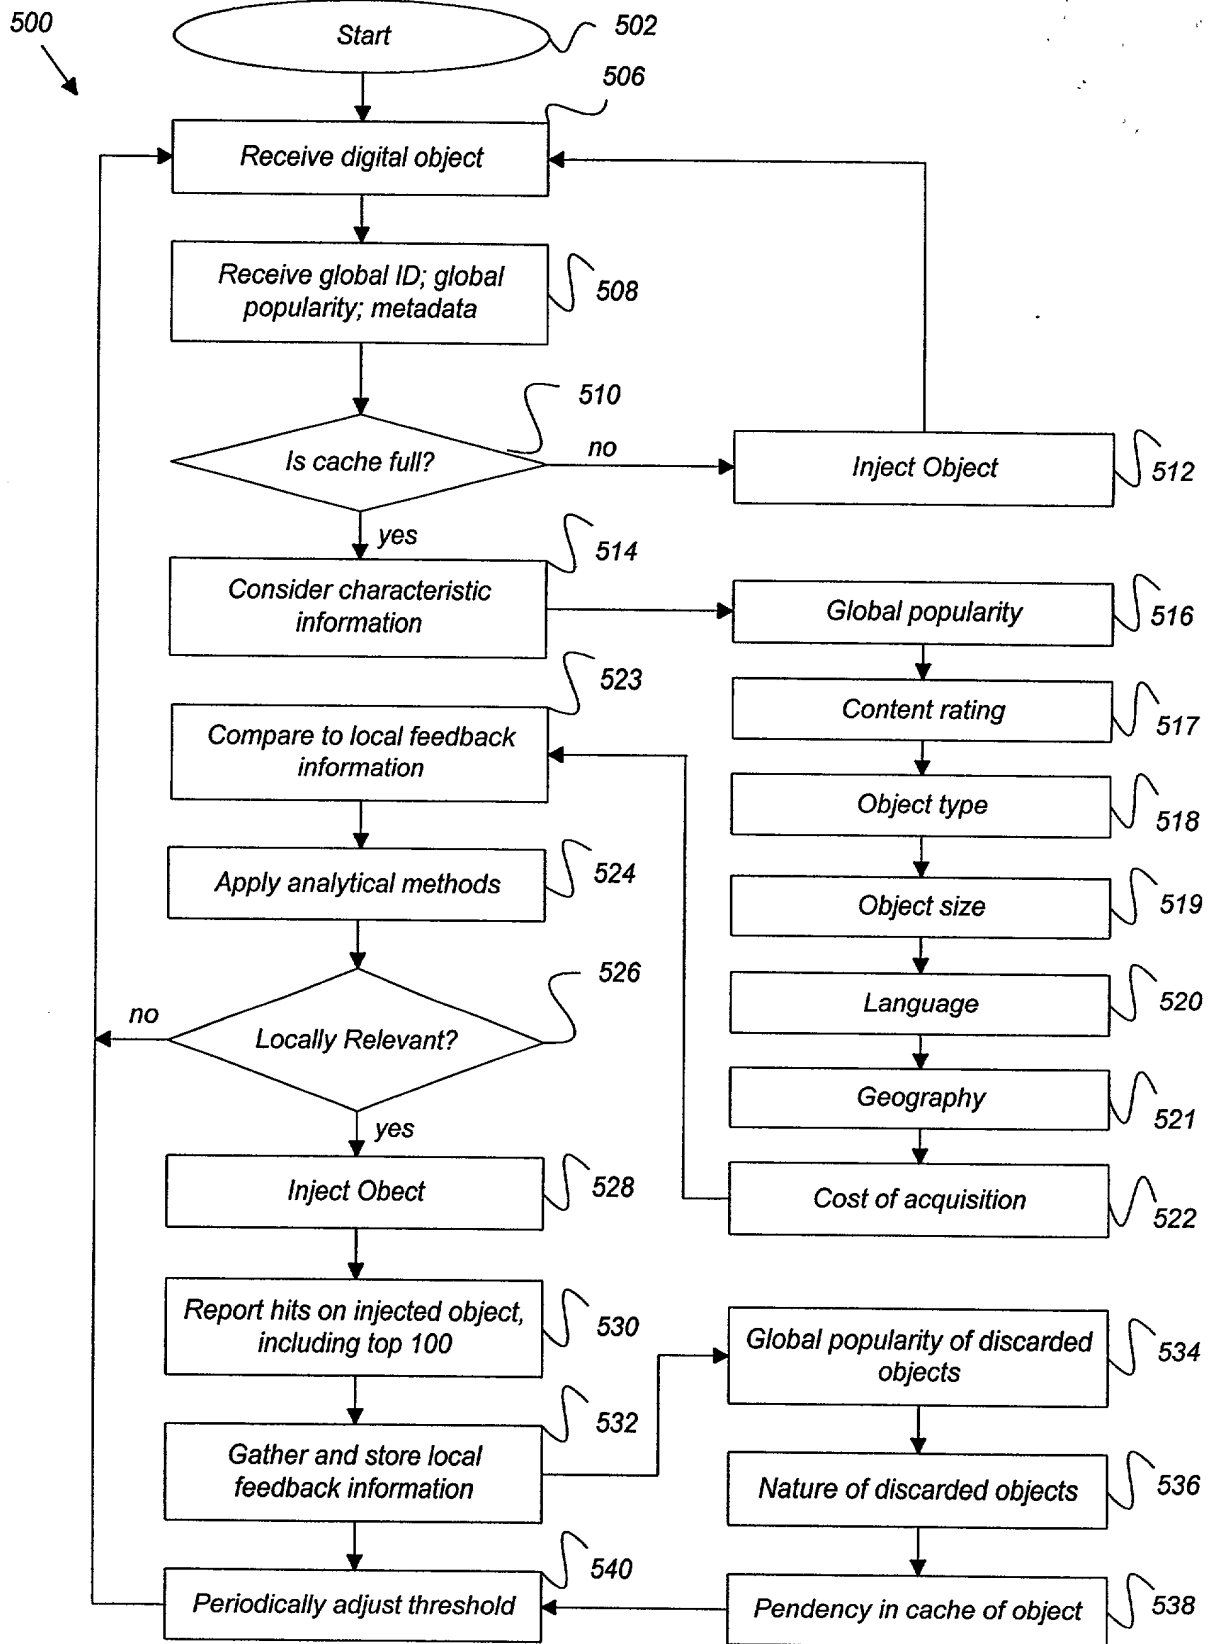 500
Start
502
506
Receive digital object
Receive global ID; global
popularity; metadata
508
510
Is cache full?
no
Inject Object
512
yes
514
Consider characteristic
information
Global popularity
516
523
Content rating
517
Compare to local feedback
information
Object type
518
Apply analytical methods
524
Object size
519
526
Language
520
no
Locally Relevant?
Geography
521
yes
Inject Obect
528
Cost of acquisition
522
Report hits on injected object,
including top 100
530
Global popularity of discarded
objects
534
532
Gather and store local
feedback information
Nature of discarded objects
536
540
Periodically adjust threshold
Pendency in cache of object
538